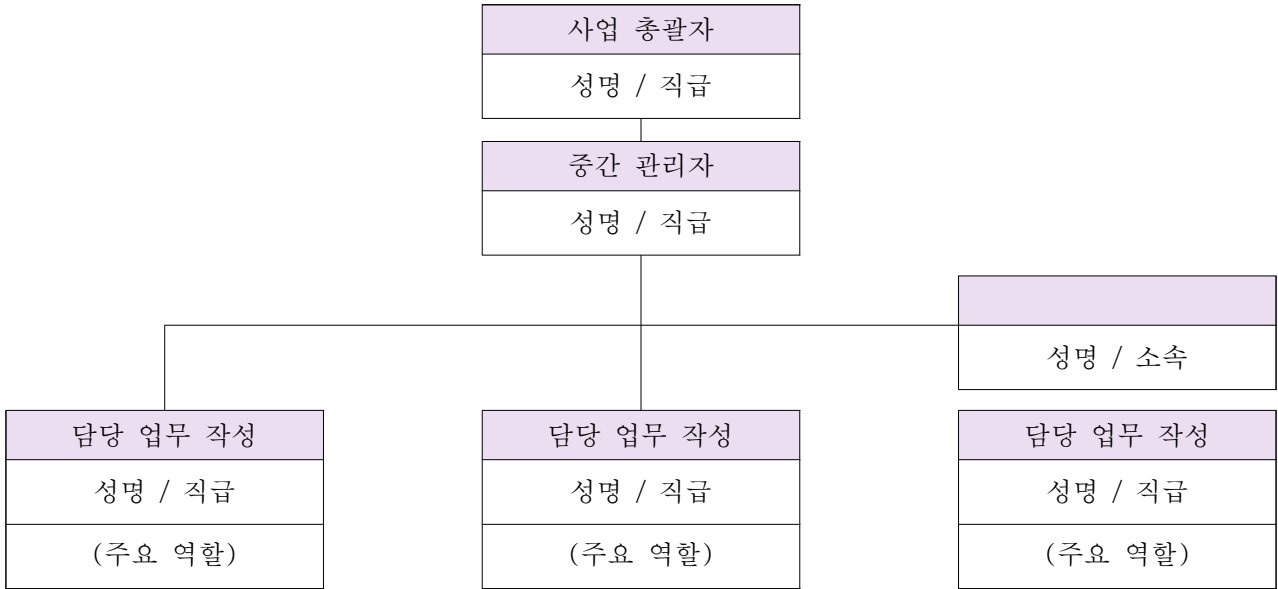 사업 총괄자
성명 / 직급
중간 관리자
성명 / 직급
성명 / 소속
담당 업무 작성
성명 / 직급
(주요 역할)
담당 업무 작성
성명 / 직급
(주요 역할)
담당 업무 작성
성명 / 직급
(주요 역할)